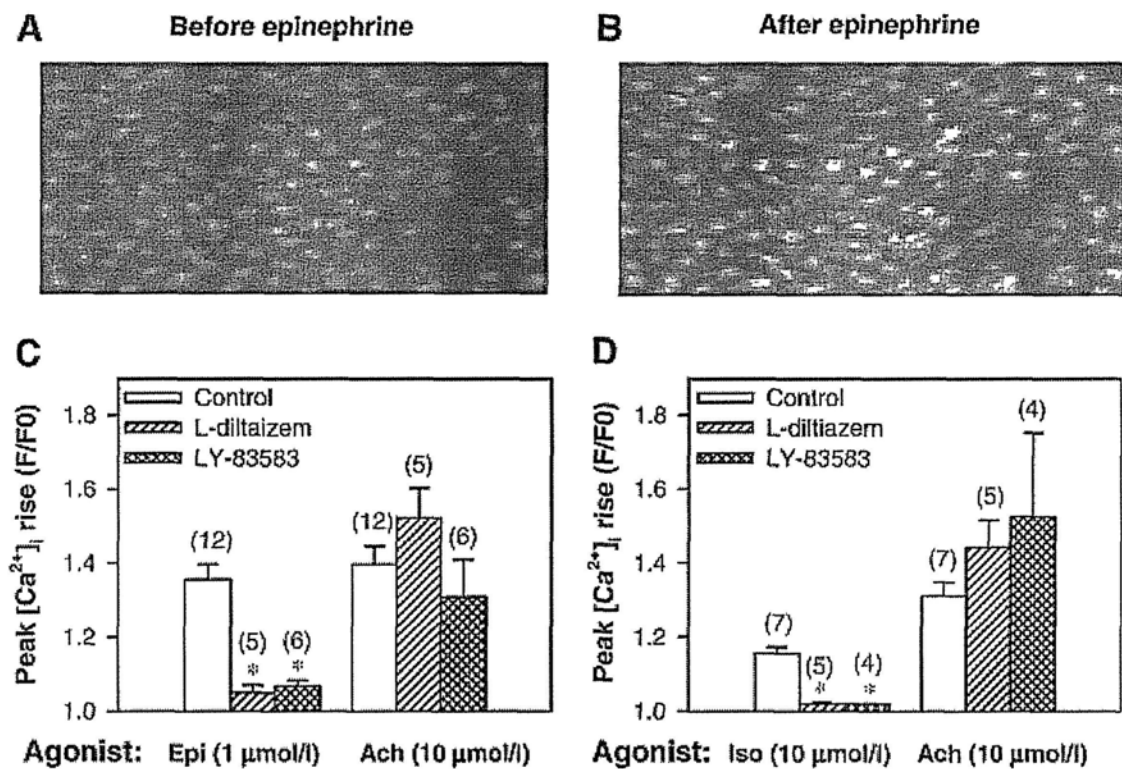 A Before epinephrine
B After epinephrine
C
Peak [Ca²⁺]ᵢ rise (F/F0)
1.8
1.6
1.4
1.2
1.0
Control
L-diltaizem
LY-83583
(12)
(5)
(6)
*
*
(12)
(5)
(6)
Agonist: Epi (1 μmol/l) Ach (10 μmol/l)
D
Peak [Ca²⁺]ᵢ rise (F/F0)
1.8
1.6
1.4
1.2
1.0
Control
L-diltiazem
LY-83583
(7)
(5)
(4)
*
*
(7)
(5)
(4)
Agonist: Iso (10 μmol/l) Ach (10 μmol/l)